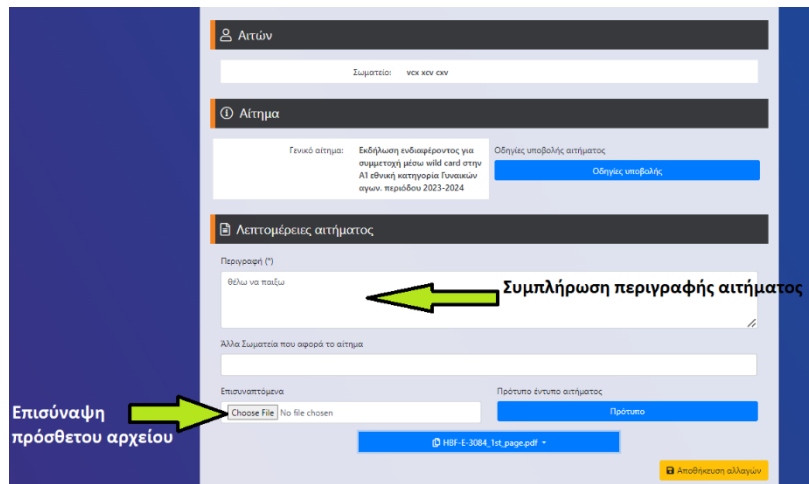 Αιτών
Σωματείο: vcx xcv cxv
Αίτημα
Γενικό αίτημα: Εκδήλωση ενδιαφέροντος για
συμμετοχή μέσω wild card στην
Α1 εθνική κατηγορία Γυναικών
αγων. περιόδου 2023-2024
Οδηγίες υποβολής αιτήματος
Οδηγίες υποβολής
Λεπτομέρειες αιτήματος
Περιγραφή (*)
θέλω να παιξω
Συμπλήρωση περιγραφής αιτήματος
Άλλα Σωματεία που αφορά το αίτημα
Επισυναπτόμενα
Choose File No file chosen
Πρότυπο έντυπο αιτήματος
Πρότυπο
Επισύναψη
πρόσθετου αρχείου
HBF-E-3084_1st_page.pdf
Αποθήκευση αλλαγών